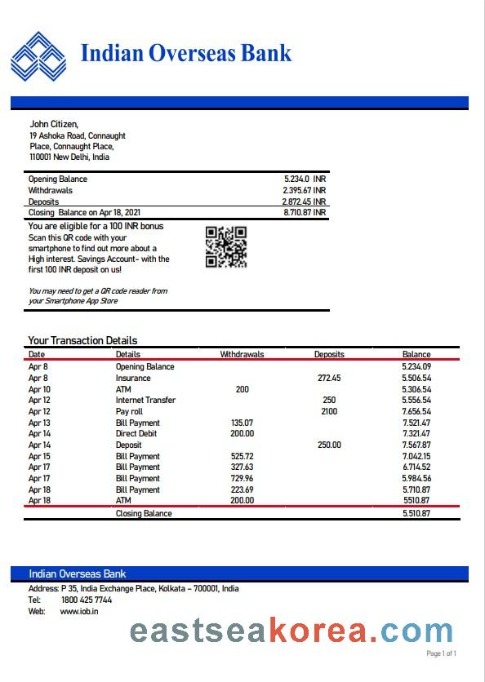 Indian Overseas Bank
John Citizen,
19 Ashoka Road, Connaught
Place, Connaught Place,
110001 New Delhi, India
Opening Balance 5.234.0 INR
Withdrawals 2.395.67 INR
Deposits 2,872.45 INR
Closing Balance on Apr 18, 2021 8,710.87 INR
You are eligible for a 100 INR bonus
Scan this QR code with your
smartphone to find out more about a
High interest. Savings Account- with the
first 100 INR deposit on us!
You may need to get a QR code reader from
your Smartphone App Store
Your Transaction Details
Date Details Withdrawals Deposits Balance
Apr 8 Opening Balance 5.234.09
Apr 8 Insurance 272.45 5,506.54
Apr 10 ATM 200 5.306.54
Apr 12 Internet Transfer 250 5.556.54
Apr 12 Pay roll 2100 7.656.54
Apr 13 Bill Payment 135.07 7.521.47
Apr 14 Direct Debit 200.00 7.321.47
Apr 14 Deposit 250.00 7.567.87
Apr 15 Bill Payment 525.72 7.042.15
Apr 17 Bill Payment 327.63 6.714.52
Apr 17 Bill Payment 729.96 5.984.56
Apr 18 Bill Payment 223.69 5.710.87
Apr 18 ATM 200.00 5510.87
Closing Balance 5.510.87
Indian Overseas Bank
Address: P 35, India Exchange Place, Kolkata – 700001, India
Tel: 1800 425 7744
Web: www.iob.in
eastseakorea.com
Page 1 of 1